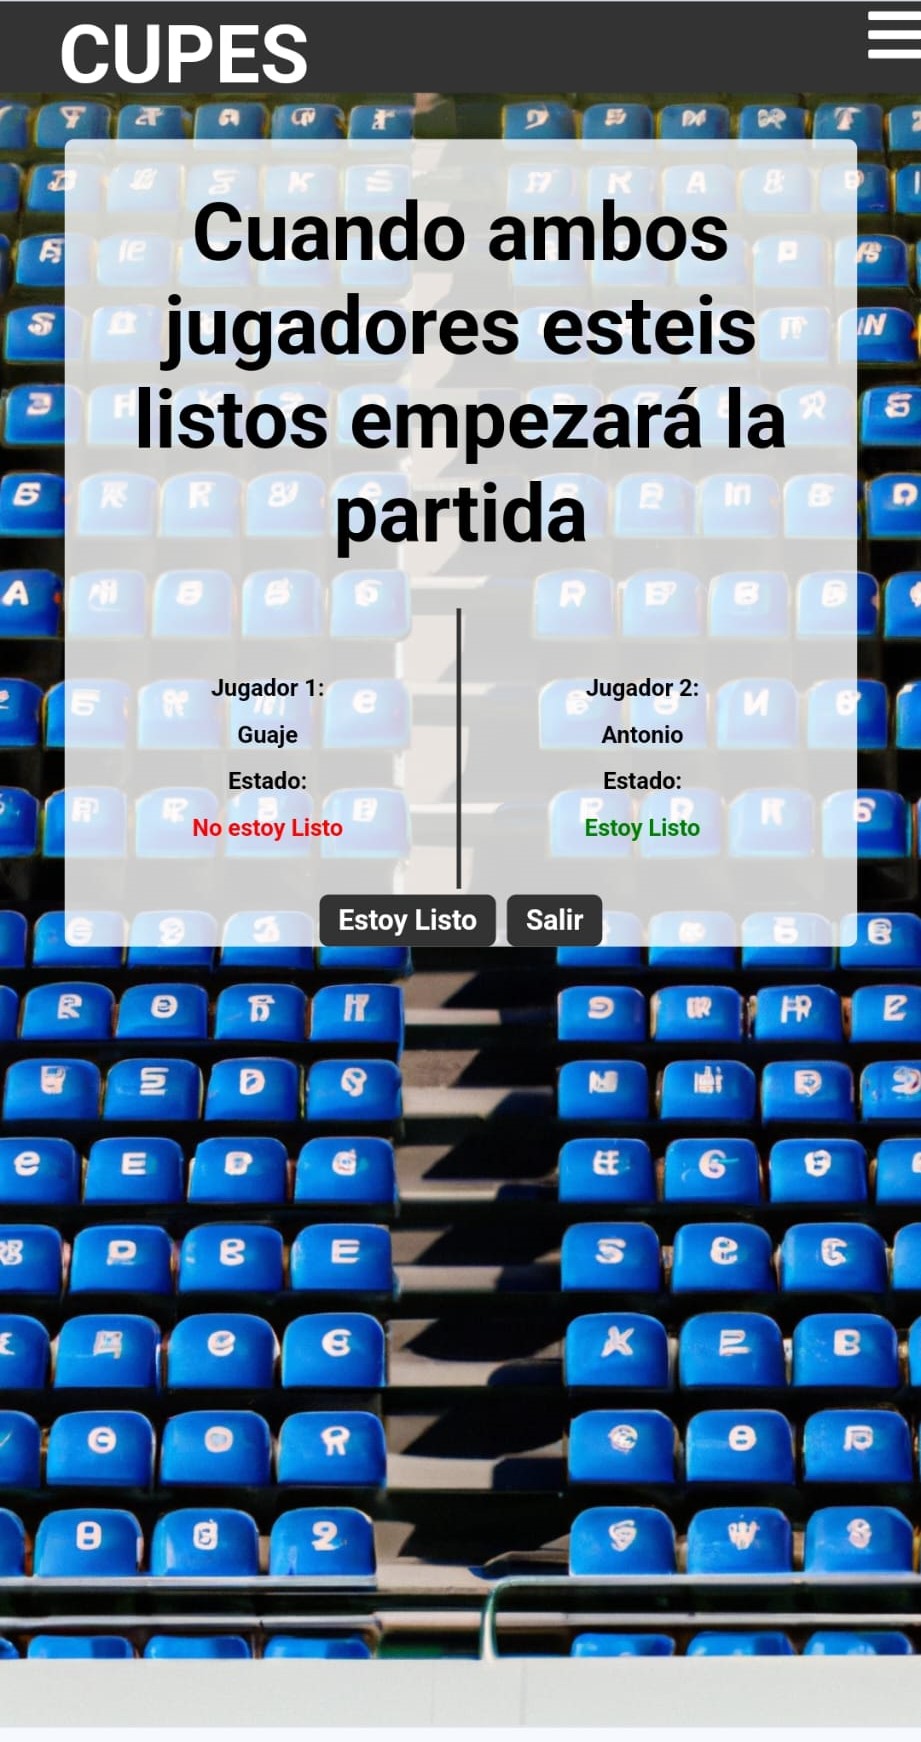 CUPES
Cuando ambos
jugadores esteis
listos empezará la
partida
Jugador 1:
Guaje
Estado:
No estoy Listo
Jugador 2:
Antonio
Estado:
Estoy Listo
Estoy Listo
Salir